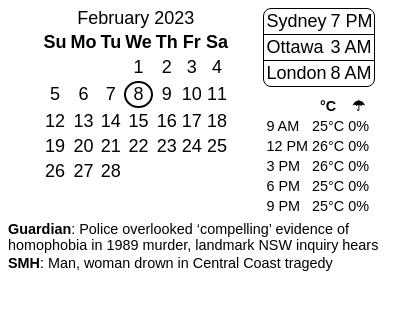 February 2023
Su Mo Tu We Th Fr Sa
1 2 3 4
5 6 7 8 9 10 11
12 13 14 15 16 17 18
19 20 21 22 23 24 25
26 27 28
Sydney 7 PM
Ottawa 3 AM
London 8 AM
°C ☂
9 AM 25°C 0%
12 PM 26°C 0%
3 PM 26°C 0%
6 PM 25°C 0%
9 PM 25°C 0%
Guardian: Police overlooked ‘compelling’ evidence of
homophobia in 1989 murder, landmark NSW inquiry hears
SMH: Man, woman drown in Central Coast tragedy